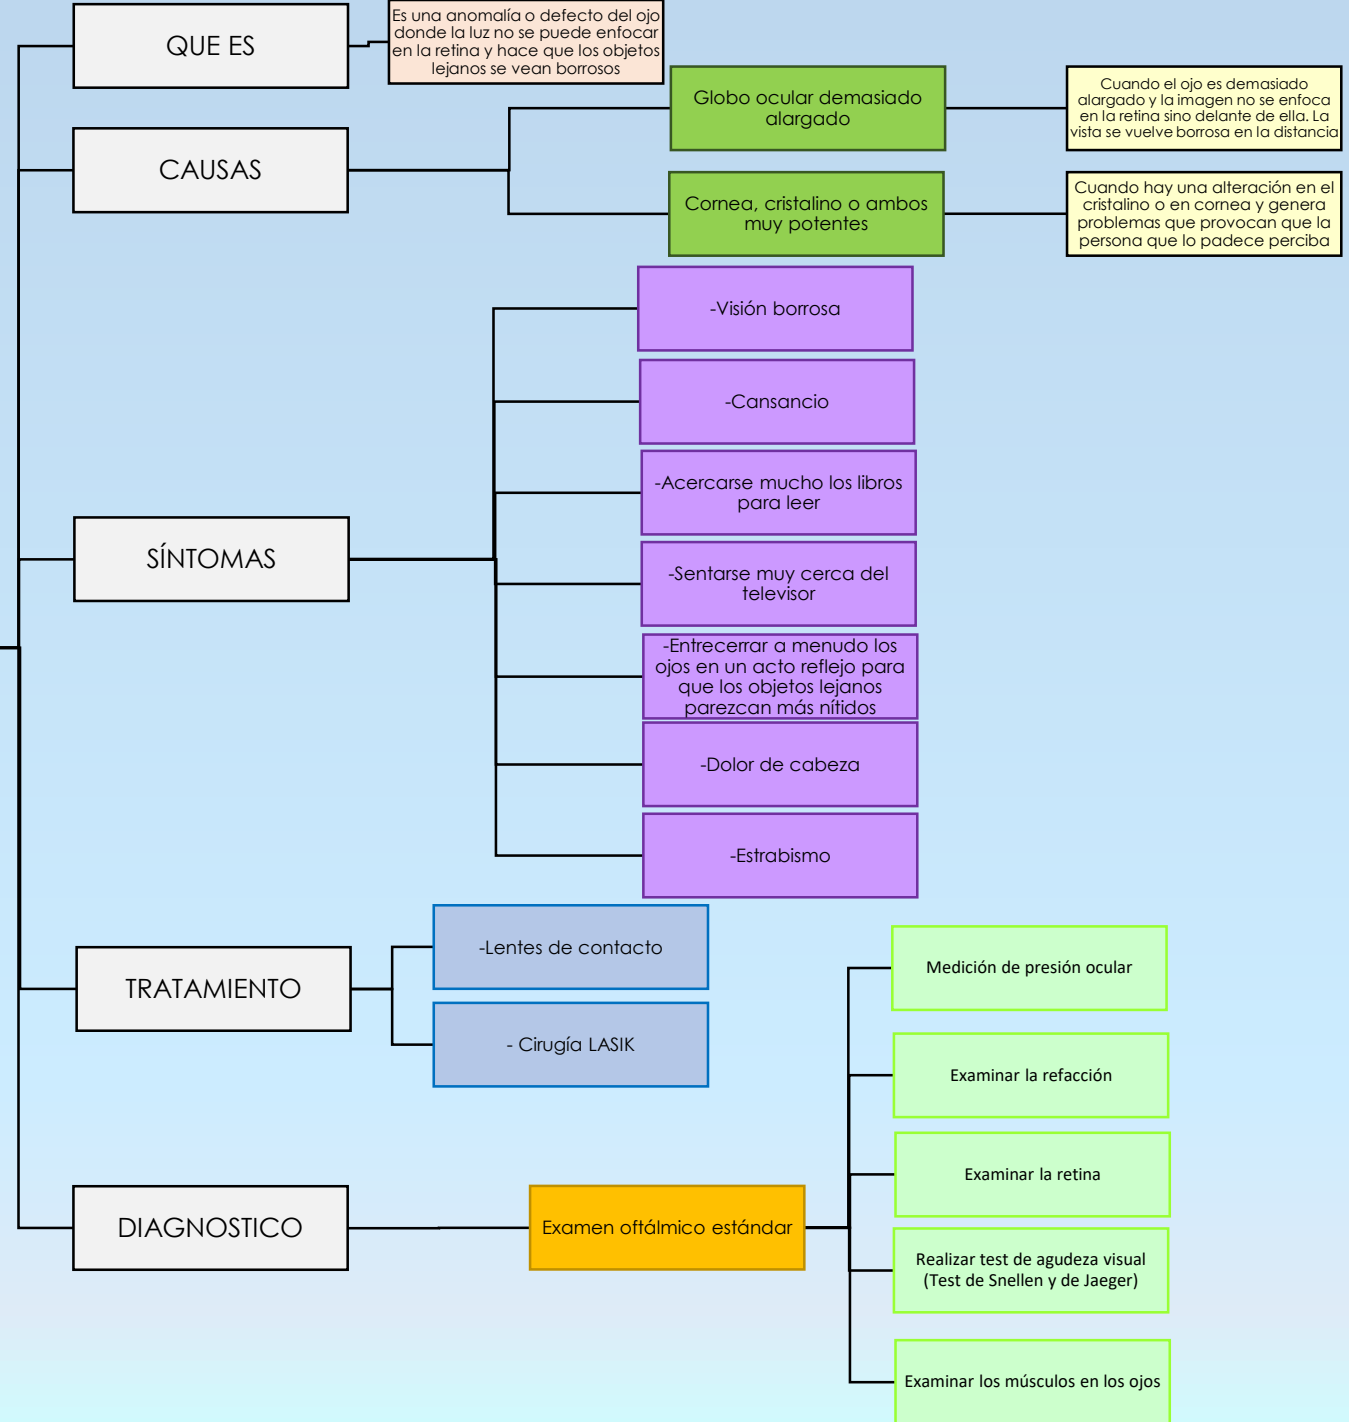 QUE ES
Es una anomalía o defecto del ojo
donde la luz no se puede enfocar
en la retina y hace que los objetos
lejanos se vean borrosos
CAUSAS
Globo ocular demasiado
alargado
Cuando el ojo es demasiado
alargado y la imagen no se enfoca
en la retina sino delante de ella. La
vista se vuelve borrosa en la distancia
Cornea, cristalino o ambos
muy potentes
Cuando hay una alteración en el
cristalino o en cornea y genera
problemas que provocan que la
persona que lo padece perciba
SÍNTOMAS
-Visión borrosa
-Cansancio
-Acercarse mucho los libros
para leer
-Sentarse muy cerca del
televisor
-Entrecerrar a menudo los
ojos en un acto reflejo para
que los objetos lejanos
parezcan más nítidos
-Dolor de cabeza
-Estrabismo
TRATAMIENTO
-Lentes de contacto
- Cirugía LASIK
DIAGNOSTICO
Examen oftálmico estándar
Medición de presión ocular
Examinar la refacción
Examinar la retina
Realizar test de agudeza visual
(Test de Snellen y de Jaeger)
Examinar los músculos en los ojos